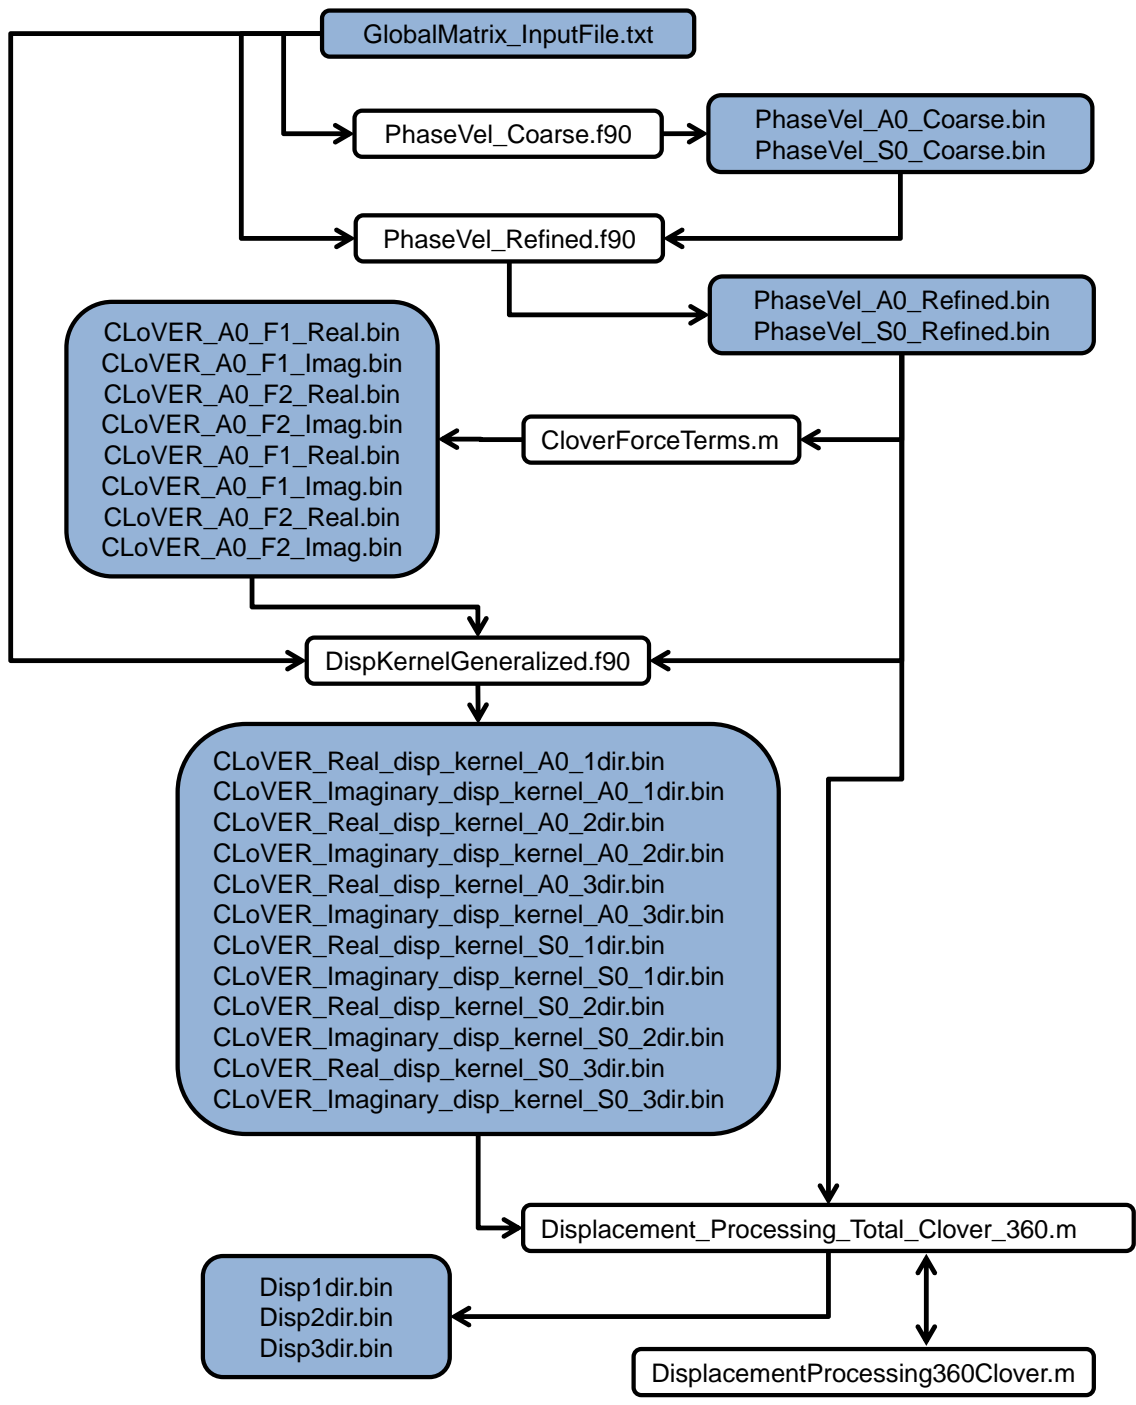 GlobalMatrix_InputFile.txt
PhaseVel_Coarse.f90
PhaseVel_A0_Coarse.bin
PhaseVel_S0_Coarse.bin
PhaseVel_Refined.f90
PhaseVel_A0_Refined.bin
PhaseVel_S0_Refined.bin
CLoVER_A0_F1_Real.bin
CLoVER_A0_F1_Imag.bin
CLoVER_A0_F2_Real.bin
CLoVER_A0_F2_Imag.bin
CLoVER_A0_F1_Real.bin
CLoVER_A0_F1_Imag.bin
CLoVER_A0_F2_Real.bin
CLoVER_A0_F2_Imag.bin
CloverForceTerms.m
DispKernelGeneralized.f90
CLoVER_Real_disp_kernel_A0_1dir.bin
CLoVER_Imaginary_disp_kernel_A0_1dir.bin
CLoVER_Real_disp_kernel_A0_2dir.bin
CLoVER_Imaginary_disp_kernel_A0_2dir.bin
CLoVER_Real_disp_kernel_A0_3dir.bin
CLoVER_Imaginary_disp_kernel_A0_3dir.bin
CLoVER_Real_disp_kernel_S0_1dir.bin
CLoVER_Imaginary_disp_kernel_S0_1dir.bin
CLoVER_Real_disp_kernel_S0_2dir.bin
CLoVER_Imaginary_disp_kernel_S0_2dir.bin
CLoVER_Real_disp_kernel_S0_3dir.bin
CLoVER_Imaginary_disp_kernel_S0_3dir.bin
Displacement_Processing_Total_Clover_360.m
Disp1dir.bin
Disp2dir.bin
Disp3dir.bin
DisplacementProcessing360Clover.m